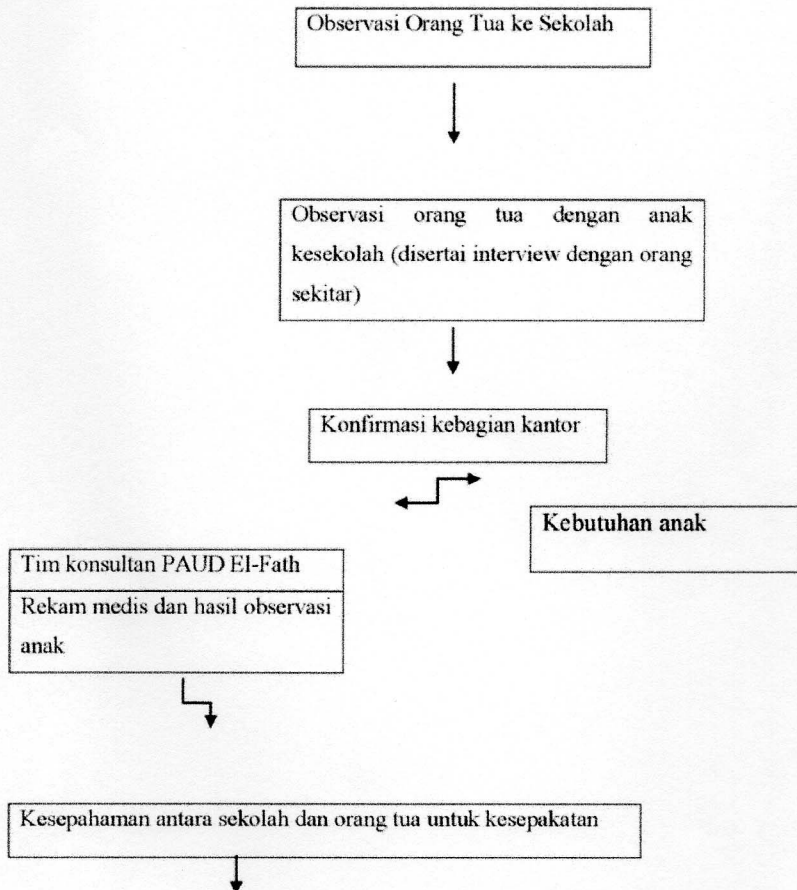 Observasi Orang Tua ke Sekolah
Observasi orang tua dengan anak
kesekolah (disertai interview dengan orang
sekitar)
Konfirmasi kebagian kantor
Kebutuhan anak
Tim konsultan PAUD El-Fath
Rekam medis dan hasil observasi
anak
Kesepahaman antara sekolah dan orang tua untuk kesepakatan